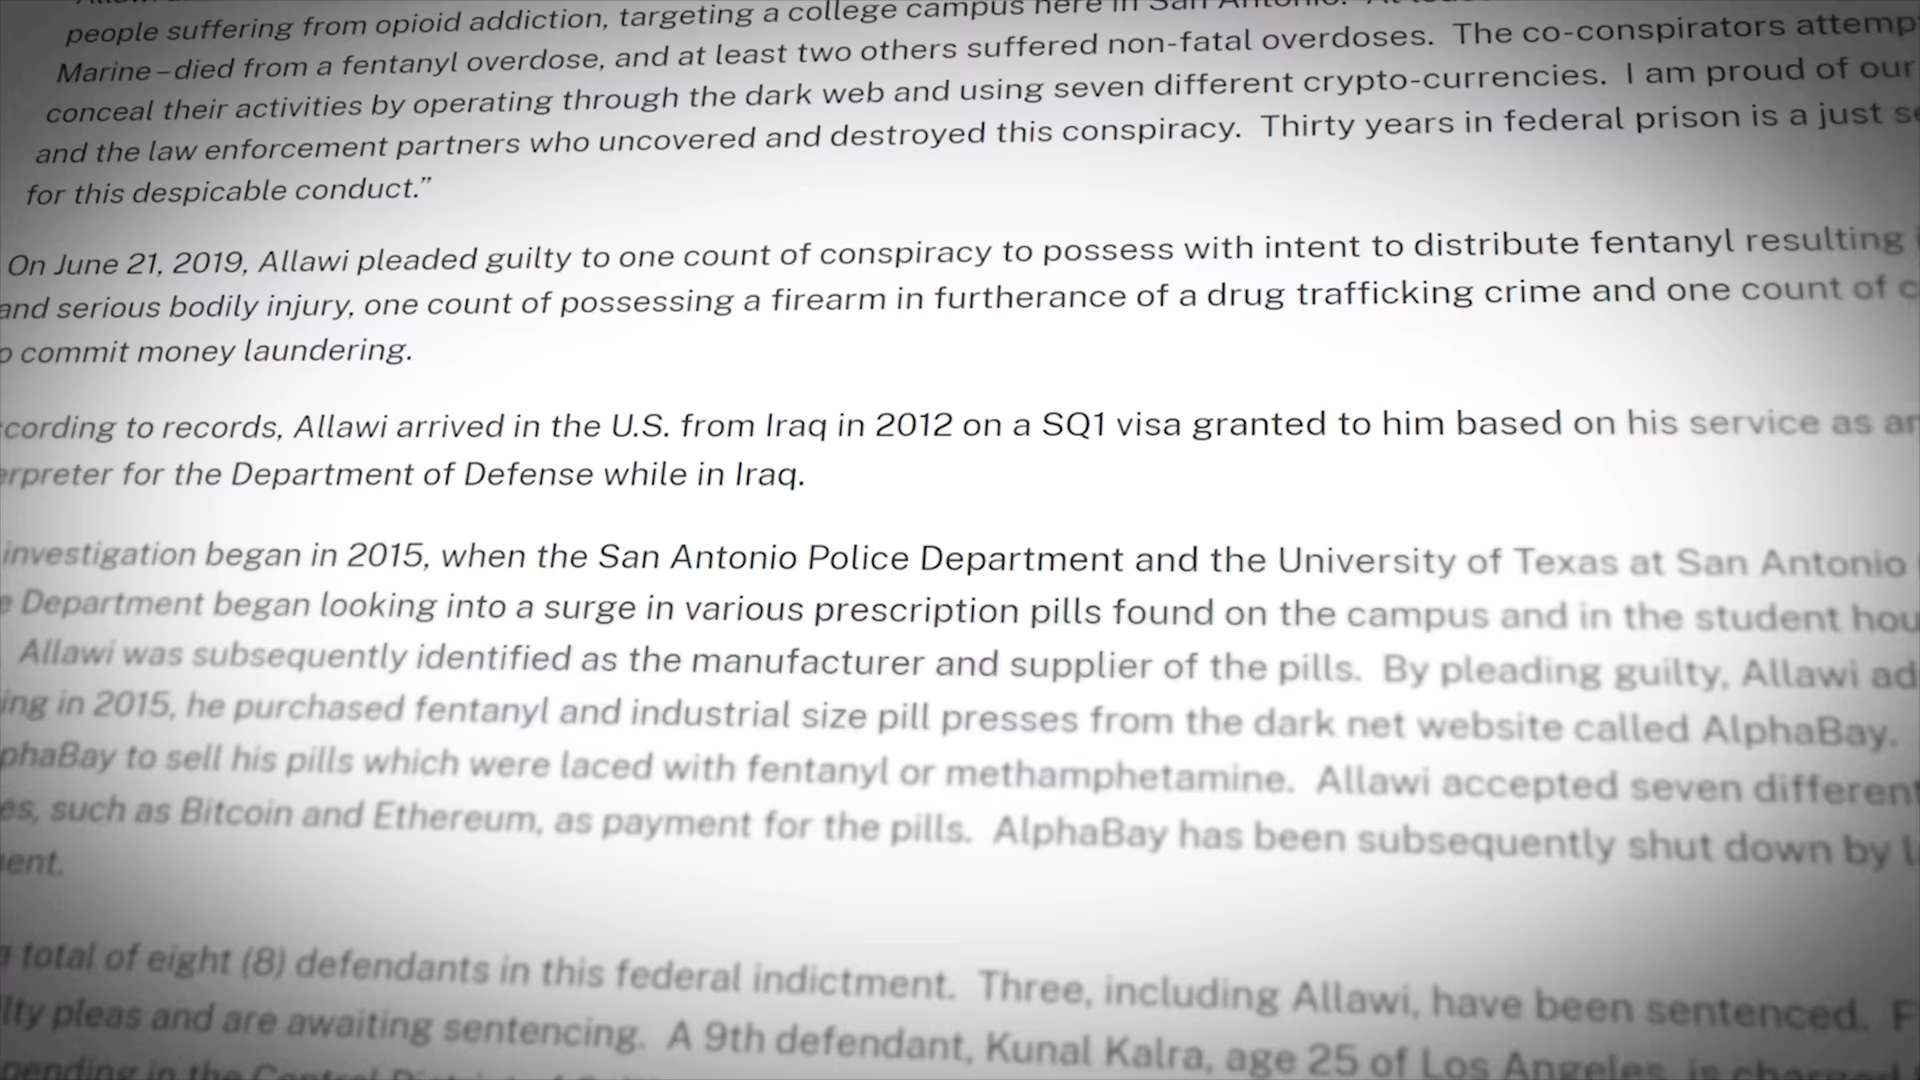 people suffering from opioid addiction, targeting a college campus here in San Antonio.
Marine–died from a fentanyl overdose, and at least two others suffered non-fatal overdoses. The co-conspirators attemp
conceal their activities by operating through the dark web and using seven different crypto-currencies. I am proud of our
and the law enforcement partners who uncovered and destroyed this conspiracy. Thirty years in federal prison is a just se
for this despicable conduct.”
On June 21, 2019, Allawi pleaded guilty to one count of conspiracy to possess with intent to distribute fentanyl resulting
and serious bodily injury, one count of possessing a firearm in furtherance of a drug trafficking crime and one count of c
o commit money laundering.
cording to records, Allawi arrived in the U.S. from Iraq in 2012 on a SQ1 visa granted to him based on his service as an
erpreter for the Department of Defense while in Iraq.
investigation began in 2015, when the San Antonio Police Department and the University of Texas at San Antonio
e Department began looking into a surge in various prescription pills found on the campus and in the student hou
Allawi was subsequently identified as the manufacturer and supplier of the pills. By pleading guilty, Allawi ad
ing in 2015, he purchased fentanyl and industrial size pill presses from the dark net website called AlphaBay.
phaBay to sell his pills which were laced with fentanyl or methamphetamine. Allawi accepted seven different
es, such as Bitcoin and Ethereum, as payment for the pills. AlphaBay has been subsequently shut down by l
ent.
a total of eight (8) defendants in this federal indictment. Three, including Allawi, have been sentenced. F
lty pleas and are awaiting sentencing. A 9th defendant, Kunal Kalra, age 25 of Los Angeles, is charged
pending in the Central District of